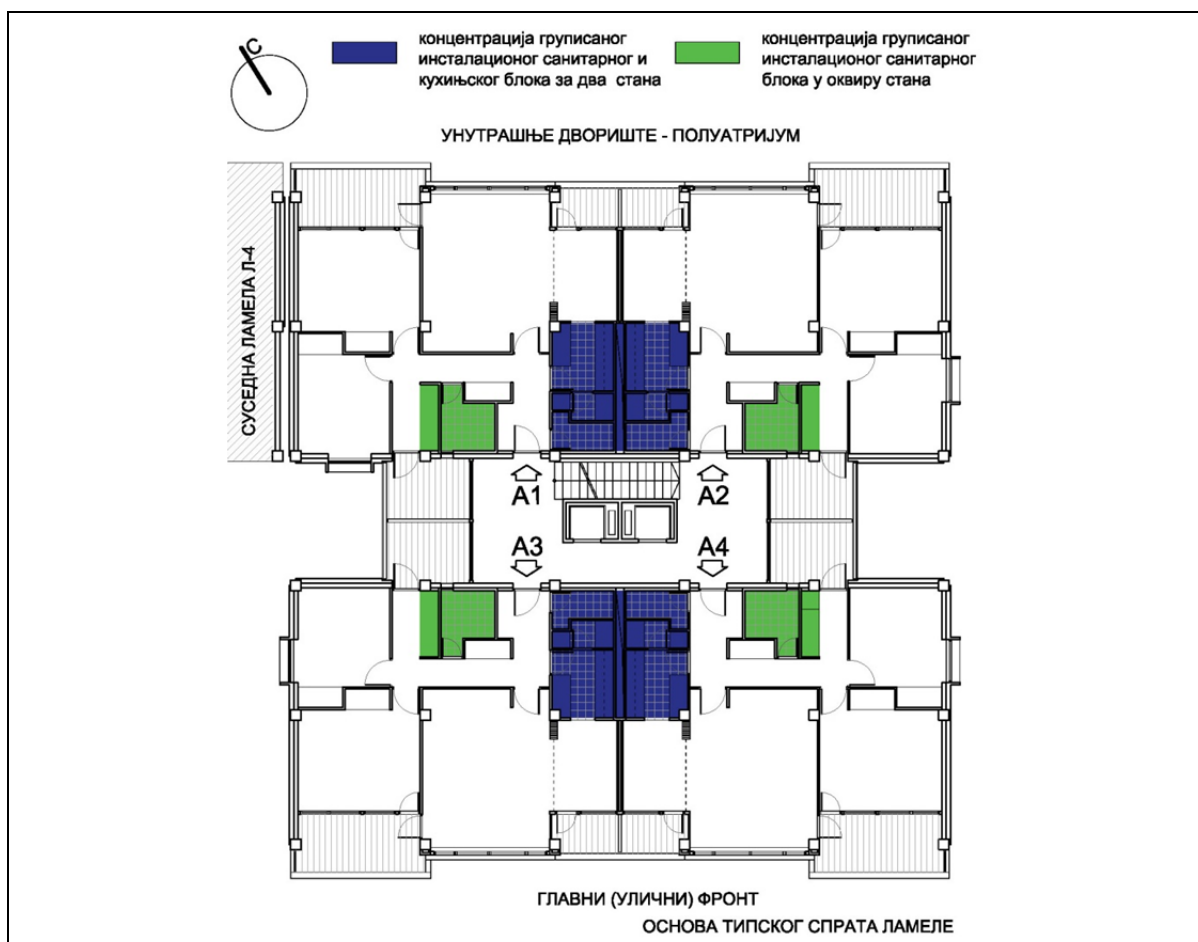 С
концентрација груписаног
инсталационог санитарног и
кухињског блока за два стана
концентрација груписаног
инсталационог санитарног
блока у оквиру стана
УНУТРАШЊЕ ДВОРИШТЕ - ПОЛУАТРИЈУМ
СУСЕДНА ЛАМЕЛА Л-4
А1
А2
А3
А4
ГЛАВНИ (УЛИЧНИ) ФРОНТ
ОСНОВА ТИПСКОГ СПРАТА ЛАМЕЛЕ